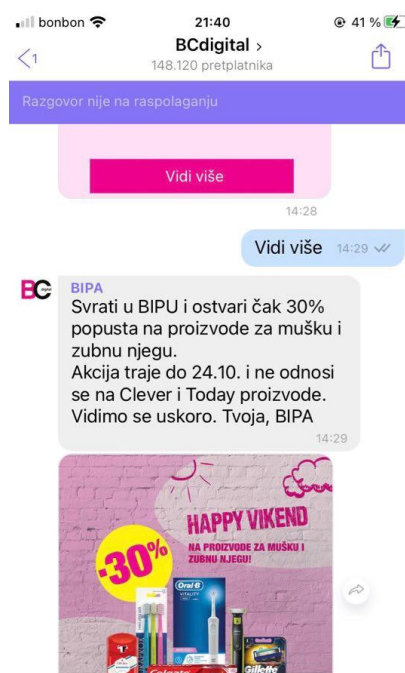 bonbon
21:40
41 %
1
BCdigital >
148.120 pretplatnika
Razgovor nije na raspolaganju
Vidi više
14:28
Vidi više 14:29
BC
BIPA
Svrati u BIPU i ostvari čak 30%
popusta na proizvode za mušku i
zubnu njegu.
Akcija traje do 24.10. i ne odnosi
se na Clever i Today proizvode.
Vidimo se uskoro. Tvoja, BIPA
14:29
HAPPY VIKEND
NA PROIZVODE ZA MUŠKU I
ZUBNU NJEGU!
-30%
Oral-B
VITALITY
Colgate
Gillette